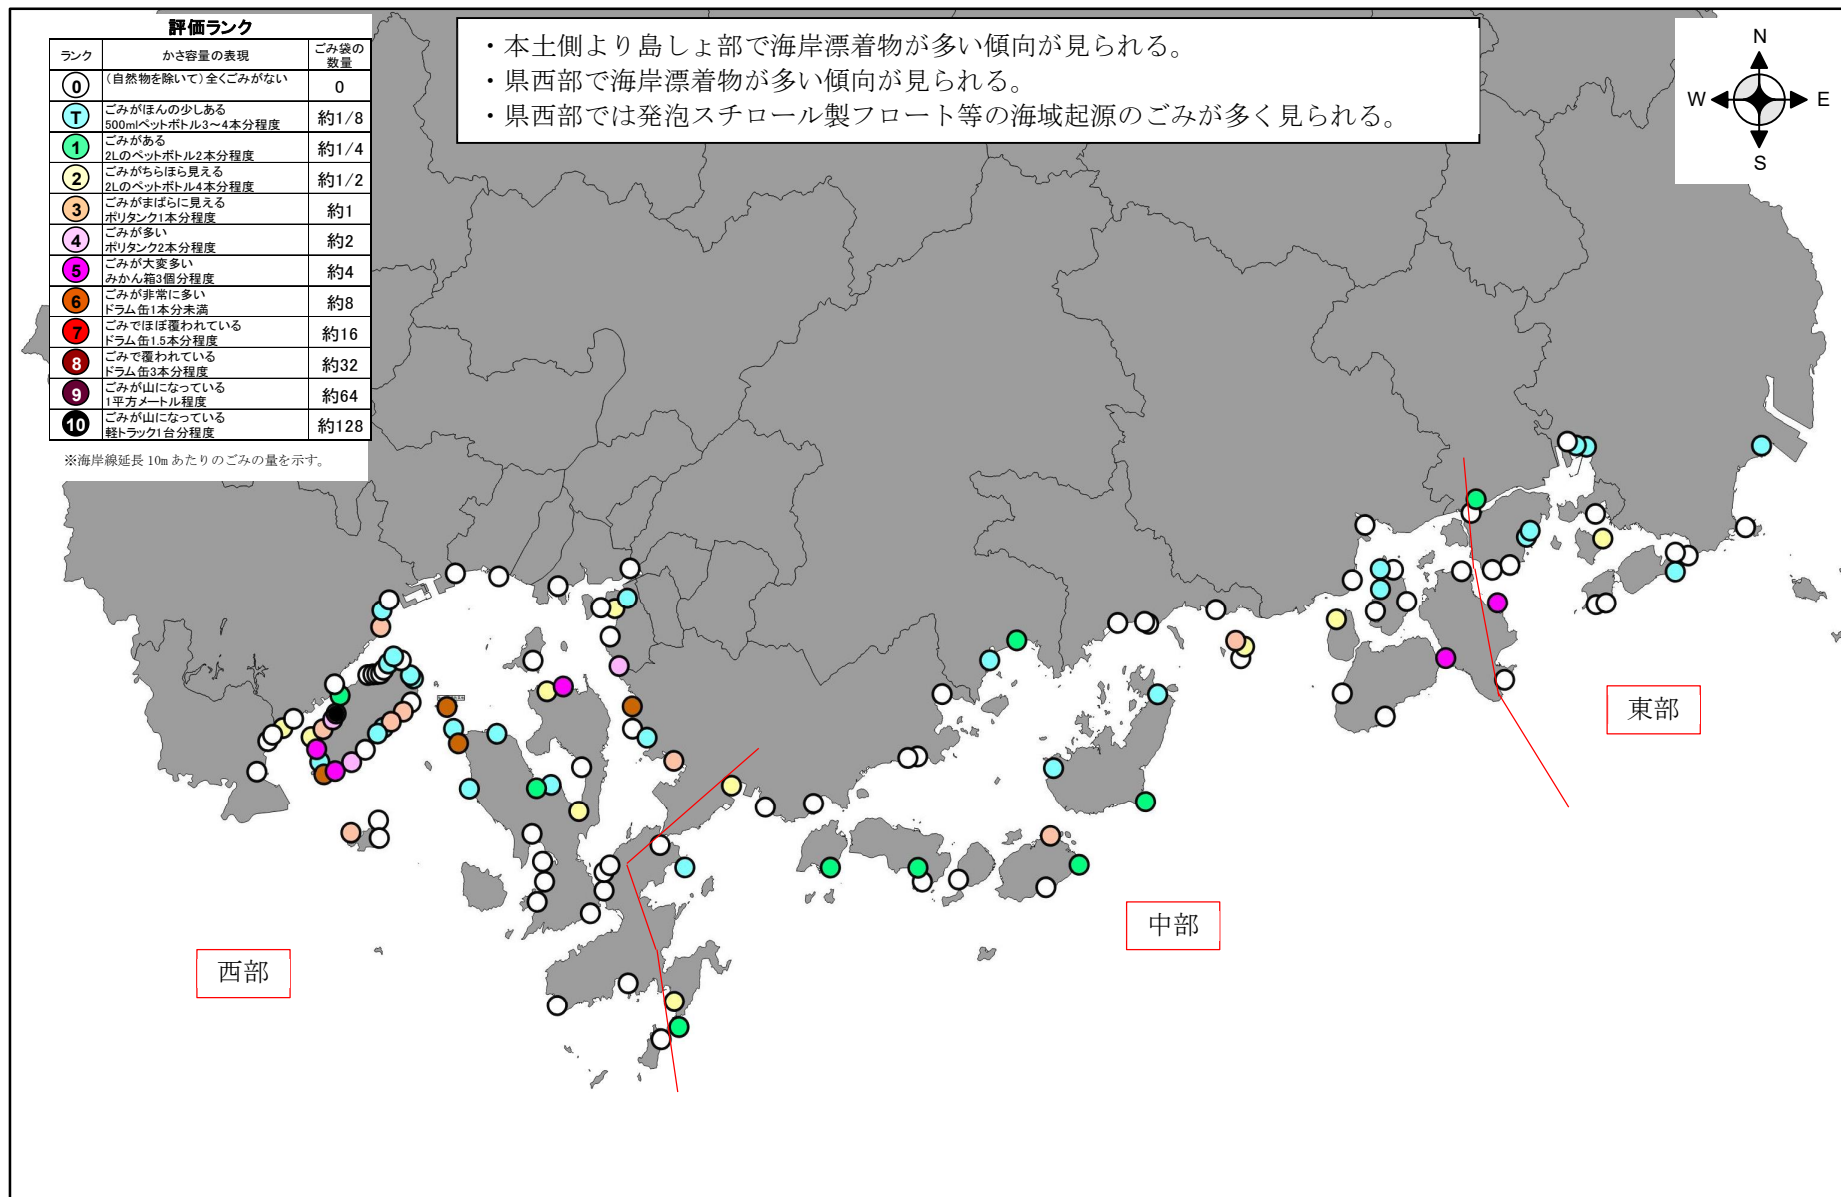 評価ランク
ランク かさ容量の表現 ごみ袋の数量
0 (自然物を除いて)全くごみがない 0
T ごみがほんの少しある 約1/8
500mlペットボトル3～4本分程度
1 ごみがある 約1/4
2Lのペットボトル2本分程度
2 ごみがちらほら見える 約1/2
2Lのペットボトル4本分程度
3 ごみがまばらに見える 約1
ポリタンク1本分程度
4 ごみが多い 約2
ポリタンク2本分程度
5 ごみが大変多い 約4
みかん箱3個分程度
6 ごみが非常に多い 約8
ドラム缶1本分未満
7 ごみでほぼ覆われている 約16
ドラム缶1.5本分程度
8 ごみで覆われている 約32
ドラム缶3本分程度
9 ごみが山になっている 約64
1平方メートル程度
10 ごみが山になっている 約128
軽トラック1台分程度
※海岸線延長10mあたりのごみの量を示す。
・本土側より島しょ部で海岸漂着物が多い傾向が見られる。
・県西部で海岸漂着物が多い傾向が見られる。
・県西部では発泡スチロール製フロート等の海域起源のごみが多く見られる。
N
W E
S
東部
中部
西部